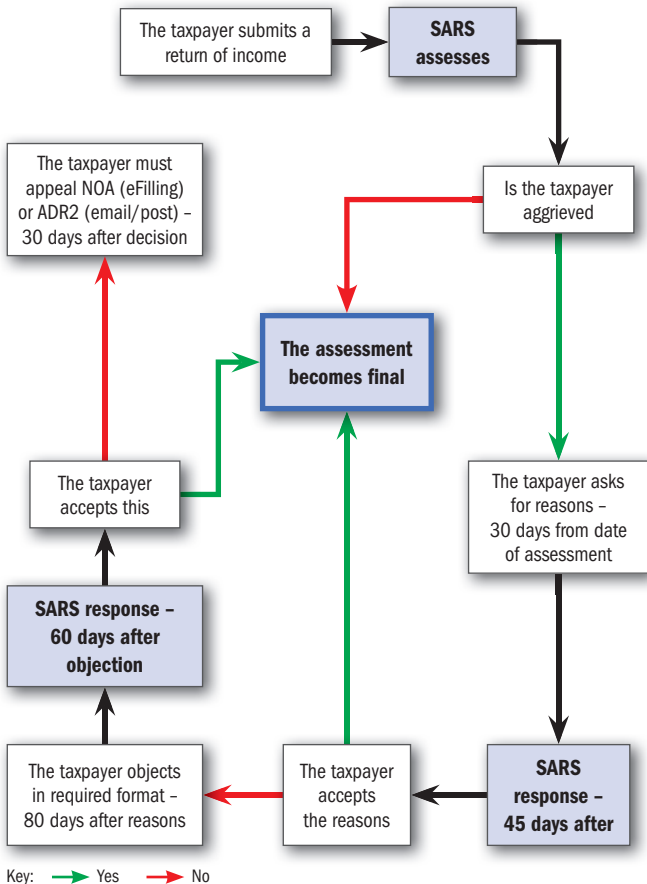 The taxpayer submits a
return of income
SARS
assesses
The taxpayer must
appeal NOA (eFilling)
or ADR2 (email/post) –
30 days after decision
Is the taxpayer
aggrieved
The assessment
becomes final
The taxpayer
accepts this
The taxpayer asks
for reasons –
30 days from date
of assessment
SARS response –
60 days after
objection
The taxpayer objects
in required format –
80 days after reasons
The taxpayer
accepts
the reasons
SARS
response –
45 days after
Key: Yes No